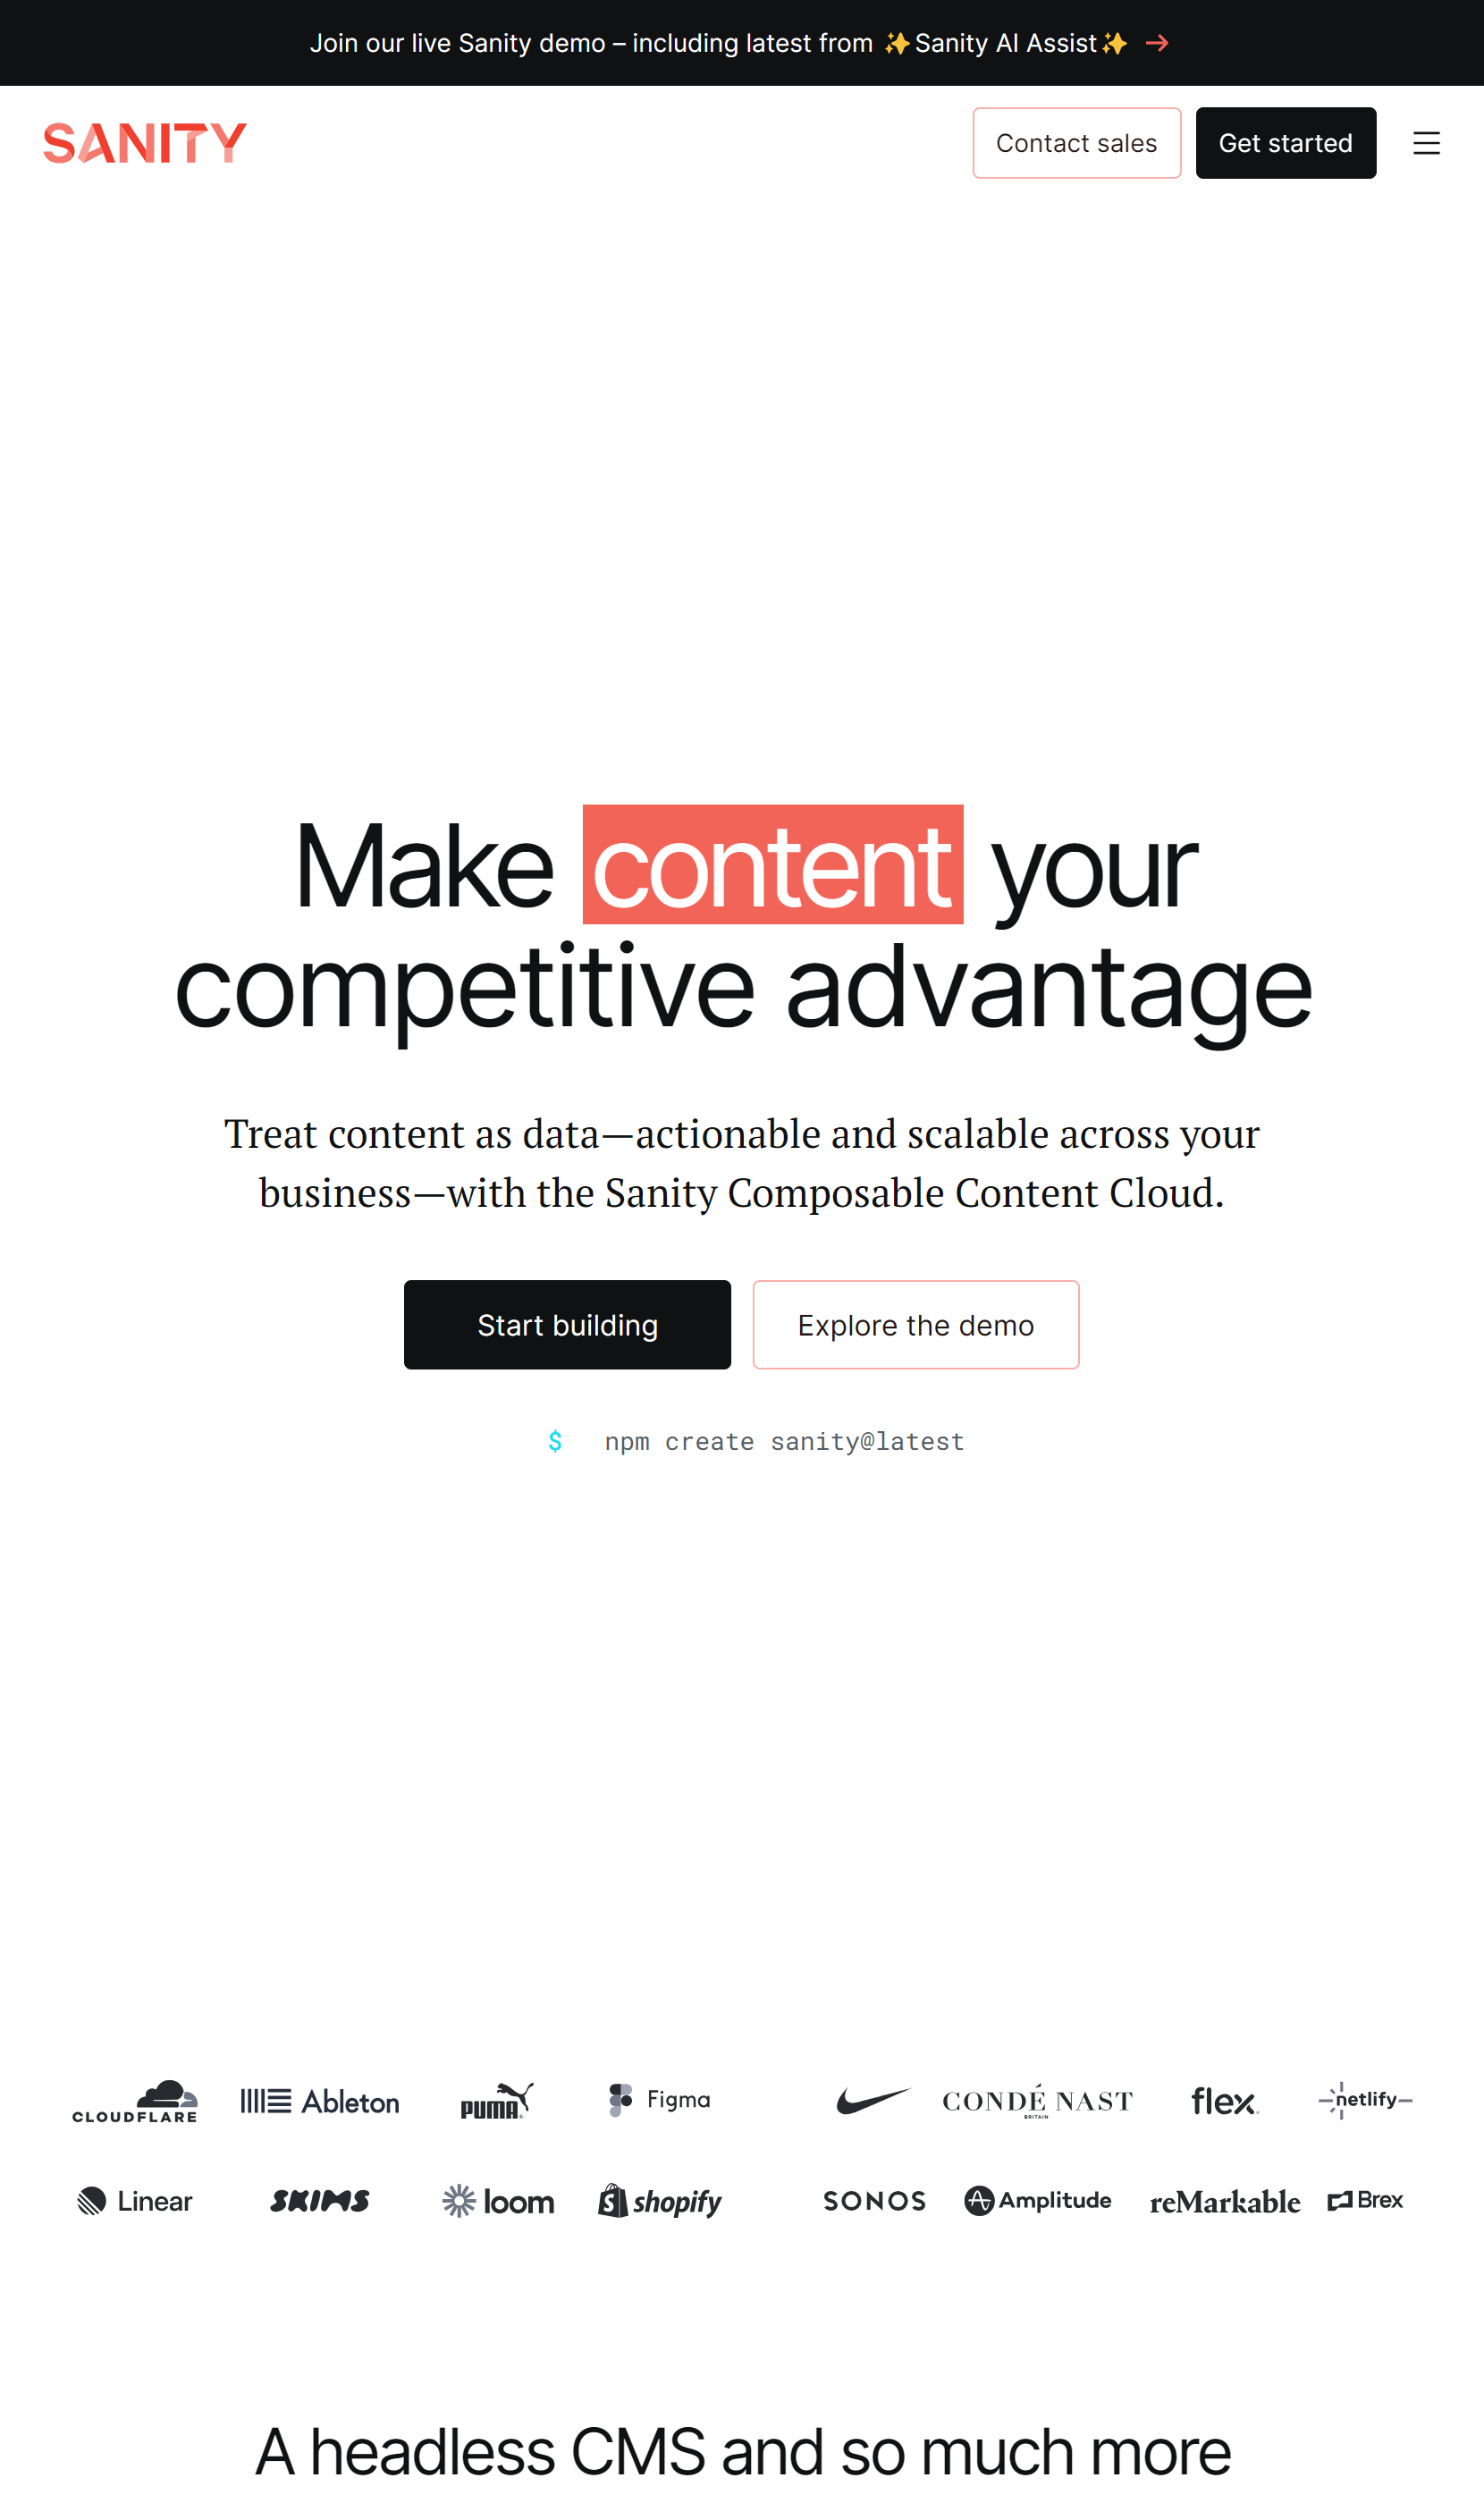 Join our live Sanity demo – including latest from ✨Sanity AI Assist✨ →
SANITY
Contact sales
Get started
Make content your
competitive advantage
Treat content as data—actionable and scalable across your
business—with the Sanity Composable Content Cloud.
Start building
Explore the demo
$ npm create sanity@latest
CLOUDFLARE
Ableton
PUMA
Figma
CONDÉ NAST
BRITAIN
flex
netlify
Linear
SKIMS
loom
shopify
SONOS
Amplitude
reMarkable
Brex
A headless CMS and so much more